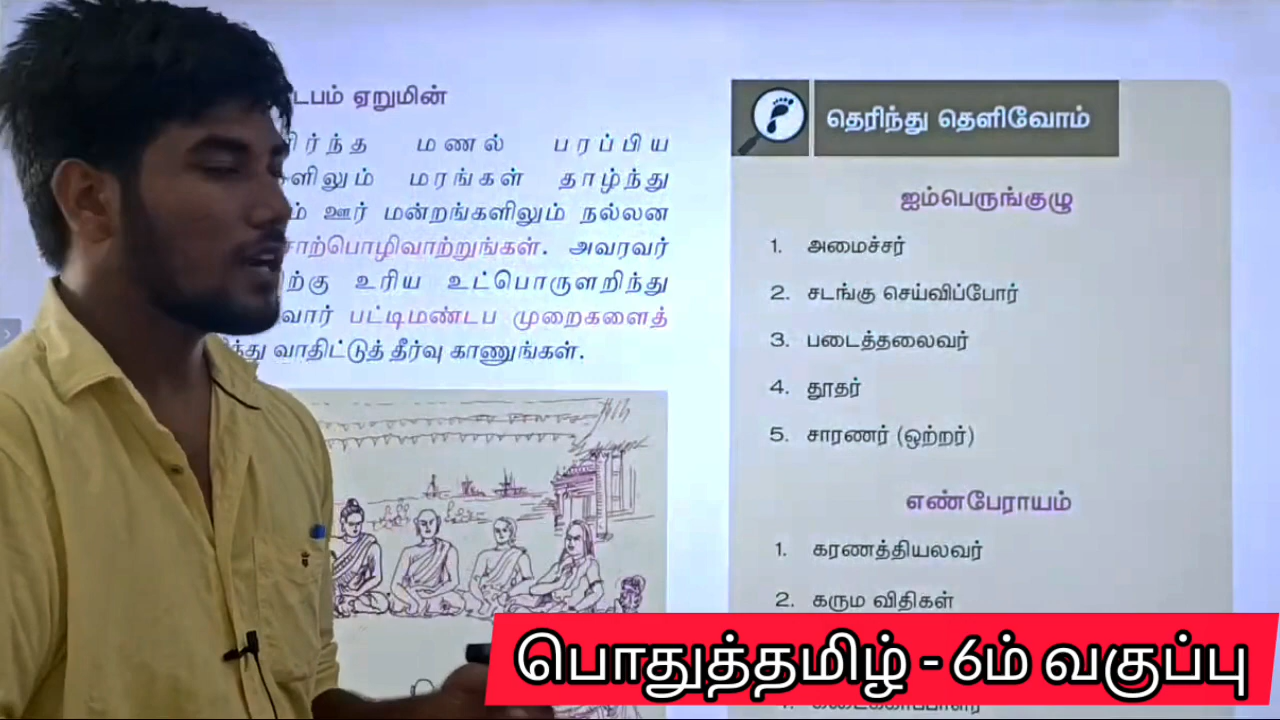 டபம் ஏறுமின்
மணல் பரப்பிய
மரங்கள் தாழ்ந்து
ஊர் மன்றங்களிலும் நல்லன
அவரவர்
உரிய உட்பொருளறிந்து
பட்டிமண்டப முறைகளைத்
வாதிட்டுத் தீர்வு காணுங்கள்.
தெரிந்து தெளிவோம்
ஐம்பெருங்குழு
1. அமைச்சர்
2. சடங்கு செய்விப்போர்
3. படைத்தலைவர்
4. தூதர்
5. சாரணர் (ஒற்றர்)
எண்பேராயம்
1. கரணத்தியலவர்
2. கரும விதிகள்
பொதுத்தமிழ் - 6ம் வகுப்பு